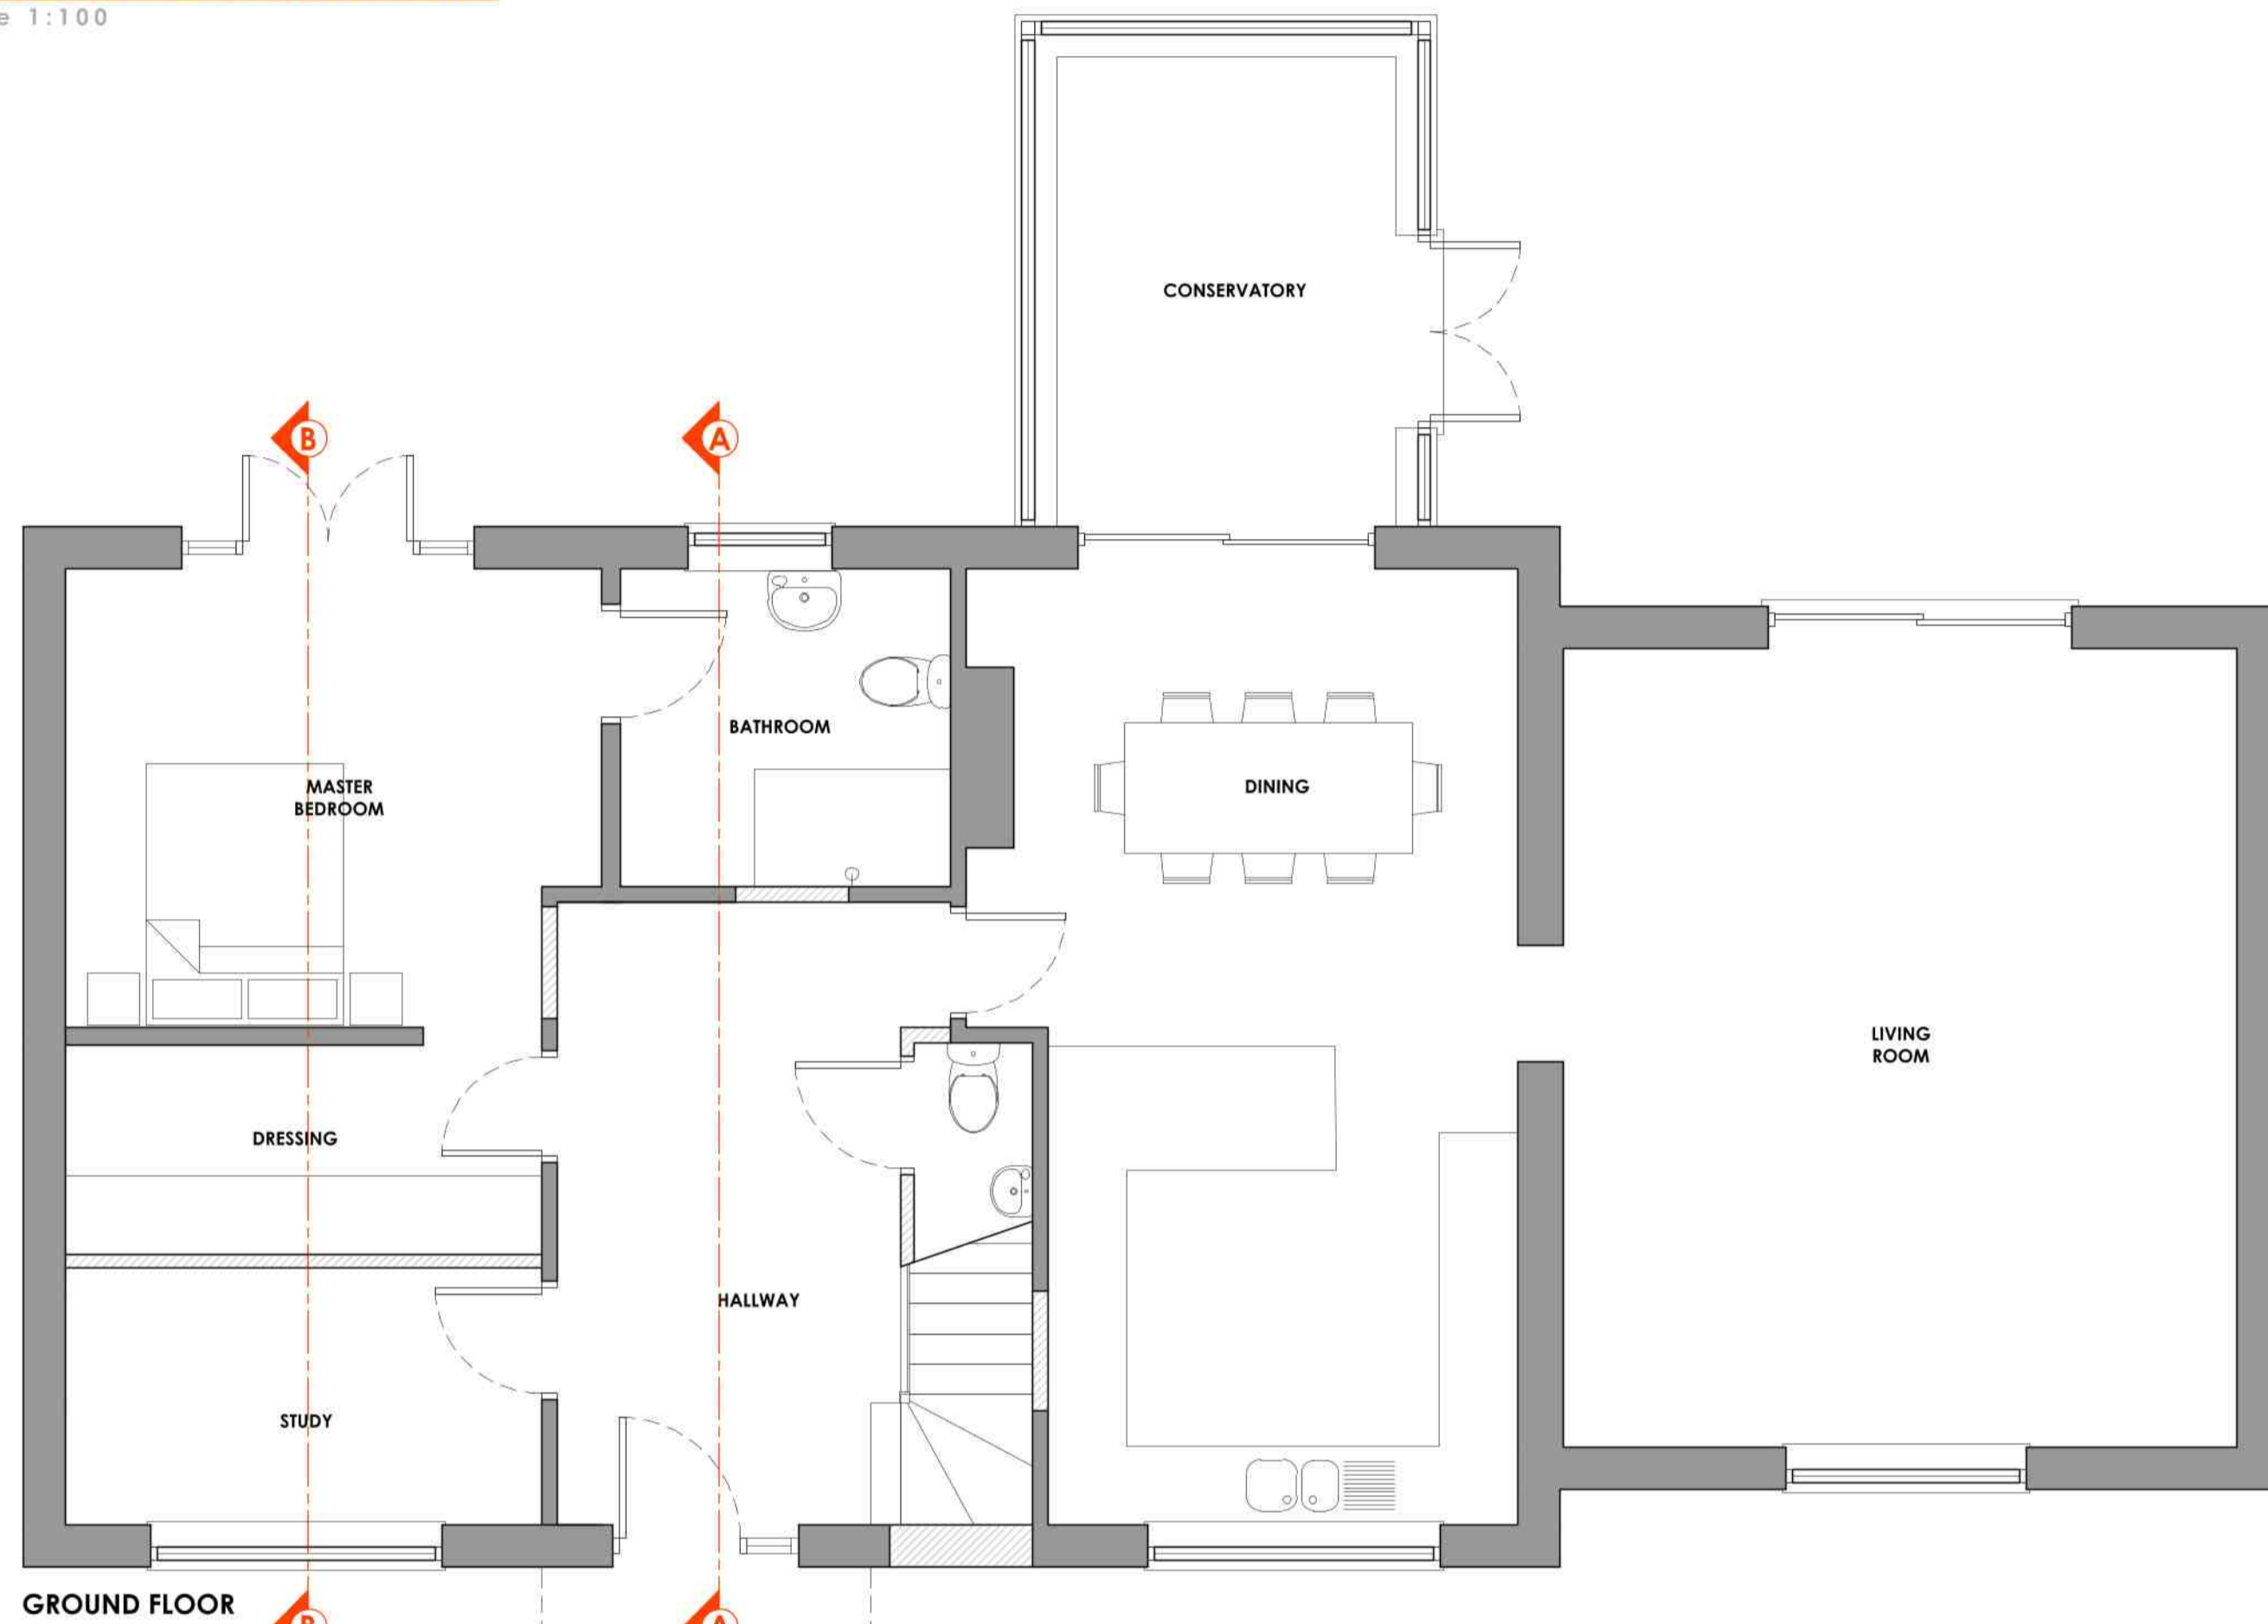 1:100
CONSERVATORY
B
A
BATHROOM
MASTER
BEDROOM
DINING
LIVING
ROOM
DRESSING
HALLWAY
STUDY
GROUND FLOOR
B
A